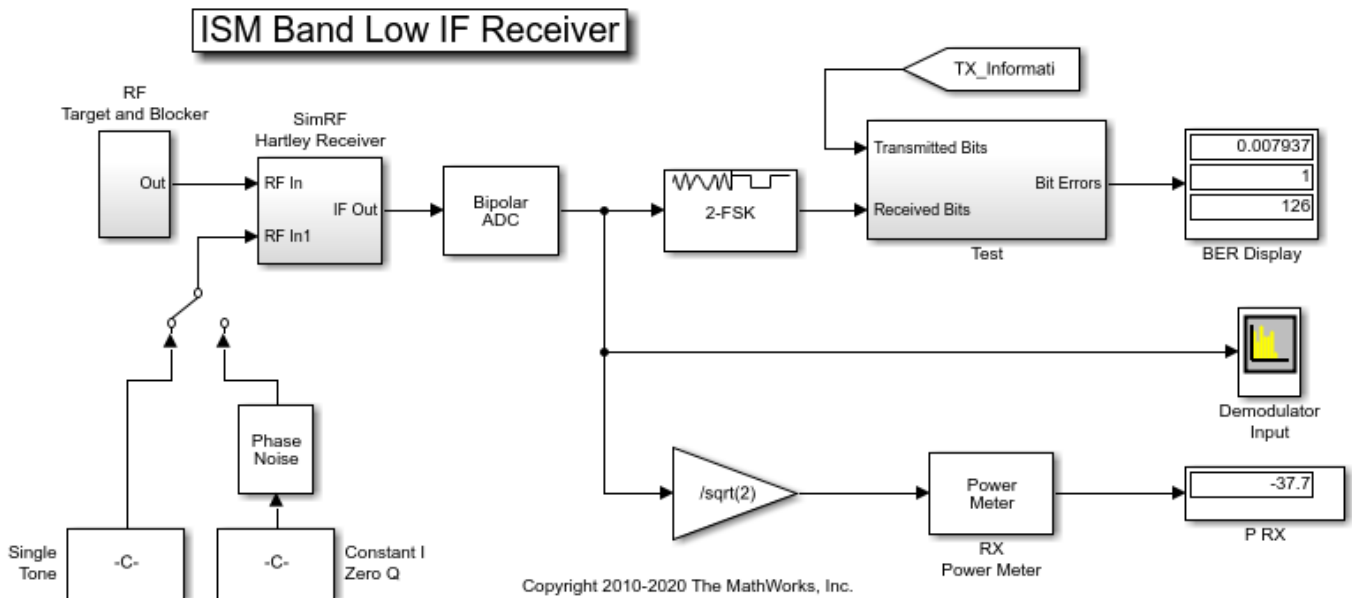 ISM Band Low IF Receiver
TX_Informati
RF
Target and Blocker
SimRF
Hartley Receiver
Out
RF In
IF Out
RF In1
Bipolar
ADC
2-FSK
Transmitted Bits
Bit Errors
Received Bits
Test
0.007937
1
126
BER Display
Demodulator
Input
Phase
Noise
/sqrt(2)
Power
Meter
RX
Power Meter
-37.7
P RX
Single
Tone
-C-
-C-
Constant I
Zero Q
Copyright 2010-2020 The MathWorks, Inc.